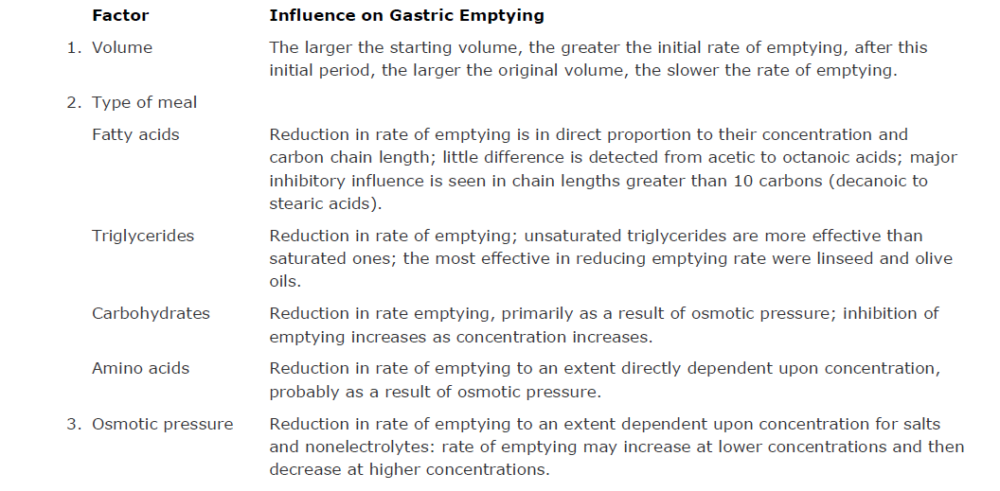 Factor Influence on Gastric Emptying
1. Volume The larger the starting volume, the greater the initial rate of emptying, after this
initial period, the larger the original volume, the slower the rate of emptying.
2. Type of meal
Fatty acids Reduction in rate of emptying is in direct proportion to their concentration and
carbon chain length; little difference is detected from acetic to octanoic acids; major
inhibitory influence is seen in chain lengths greater than 10 carbons (decanoic to
stearic acids).
Triglycerides Reduction in rate of emptying; unsaturated triglycerides are more effective than
saturated ones; the most effective in reducing emptying rate were linseed and olive
oils.
Carbohydrates Reduction in rate emptying, primarily as a result of osmotic pressure; inhibition of
emptying increases as concentration increases.
Amino acids Reduction in rate of emptying to an extent directly dependent upon concentration,
probably as a result of osmotic pressure.
3. Osmotic pressure Reduction in rate of emptying to an extent dependent upon concentration for salts
and nonelectrolytes: rate of emptying may increase at lower concentrations and then
decrease at higher concentrations.